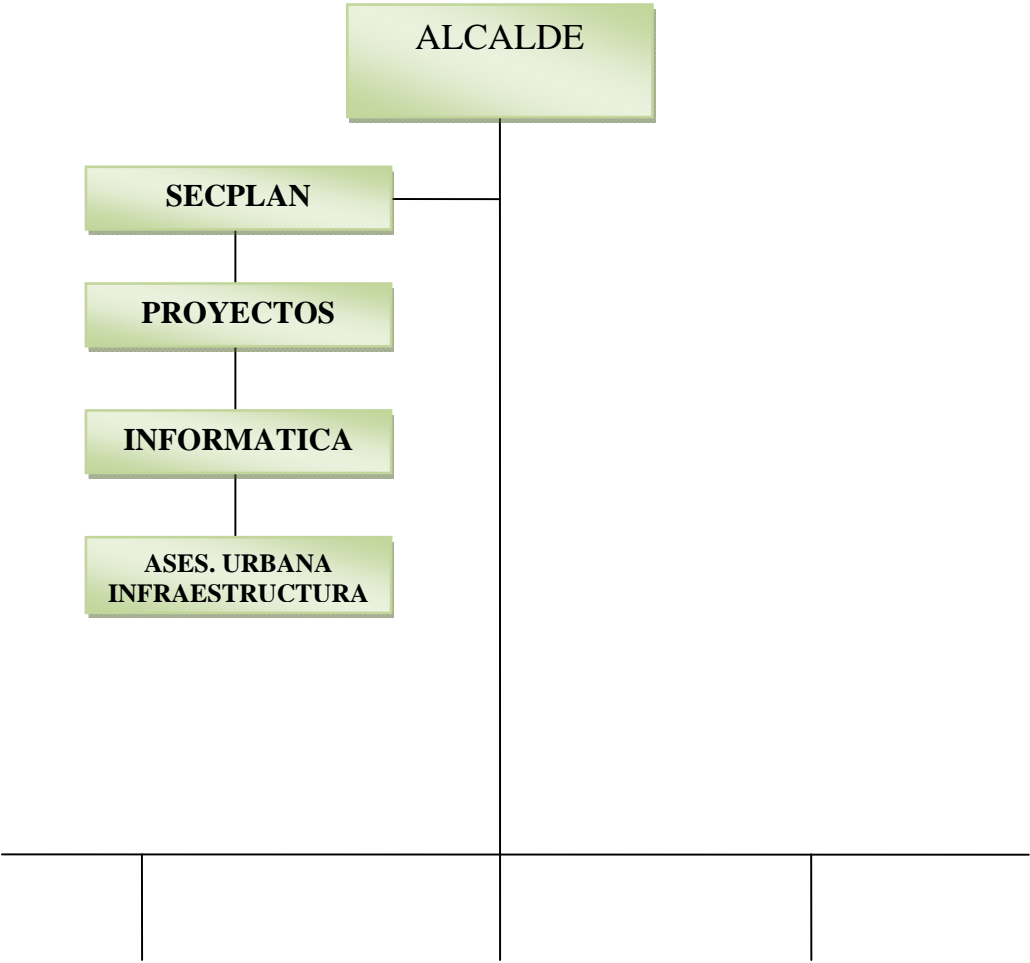 ALCALDE
SECPLAN
PROYECTOS
INFORMATICA
ASES. URBANA
INFRAESTRUCTURA